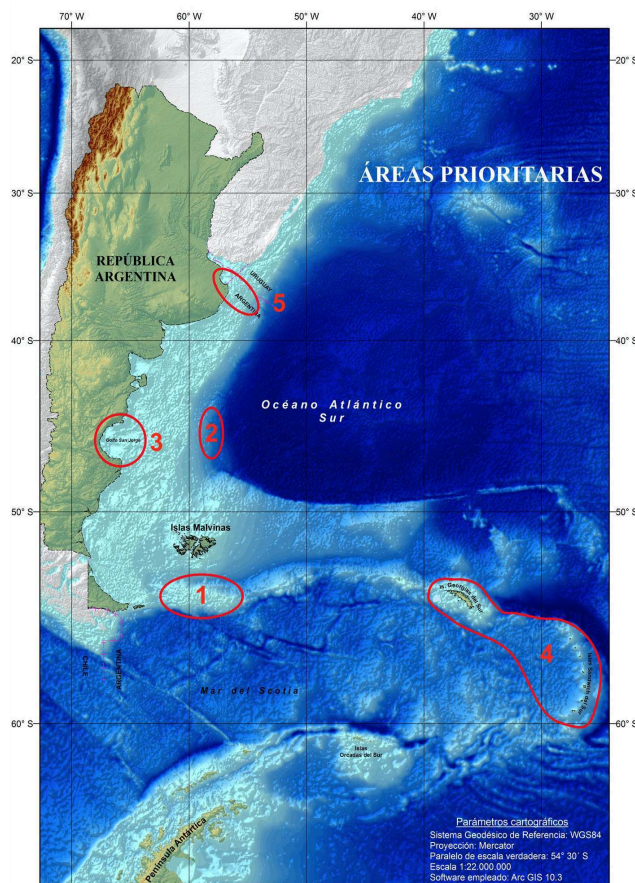 70°W
60°W
50°W
40°W
30°W
20° S
20° S
ÁREAS PRIORITARIAS
30° S
30° S
REPÚBLICA
ARGENTINA
URUGUAY
ARGENTINA
5
40° S
40° S
Océano Atlántico
Sur
2
Golfo San Jorge
3
50° S
50° S
Islas Malvinas
1
Is. Georgias del Sur
4
Islas Sandwich del Sur
CHILE
ARGENTINA
Mar del Scotia
60° S
60° S
Islas
Orcadas del Sur
Península Antártica
Parámetros cartográficos
Sistema Geodésico de Referencia: WGS84
Proyección: Mercator
Paralelo de escala verdadera: 54° 30´ S
Escala 1:22.000.000
Software empleado: Arc GIS 10.3